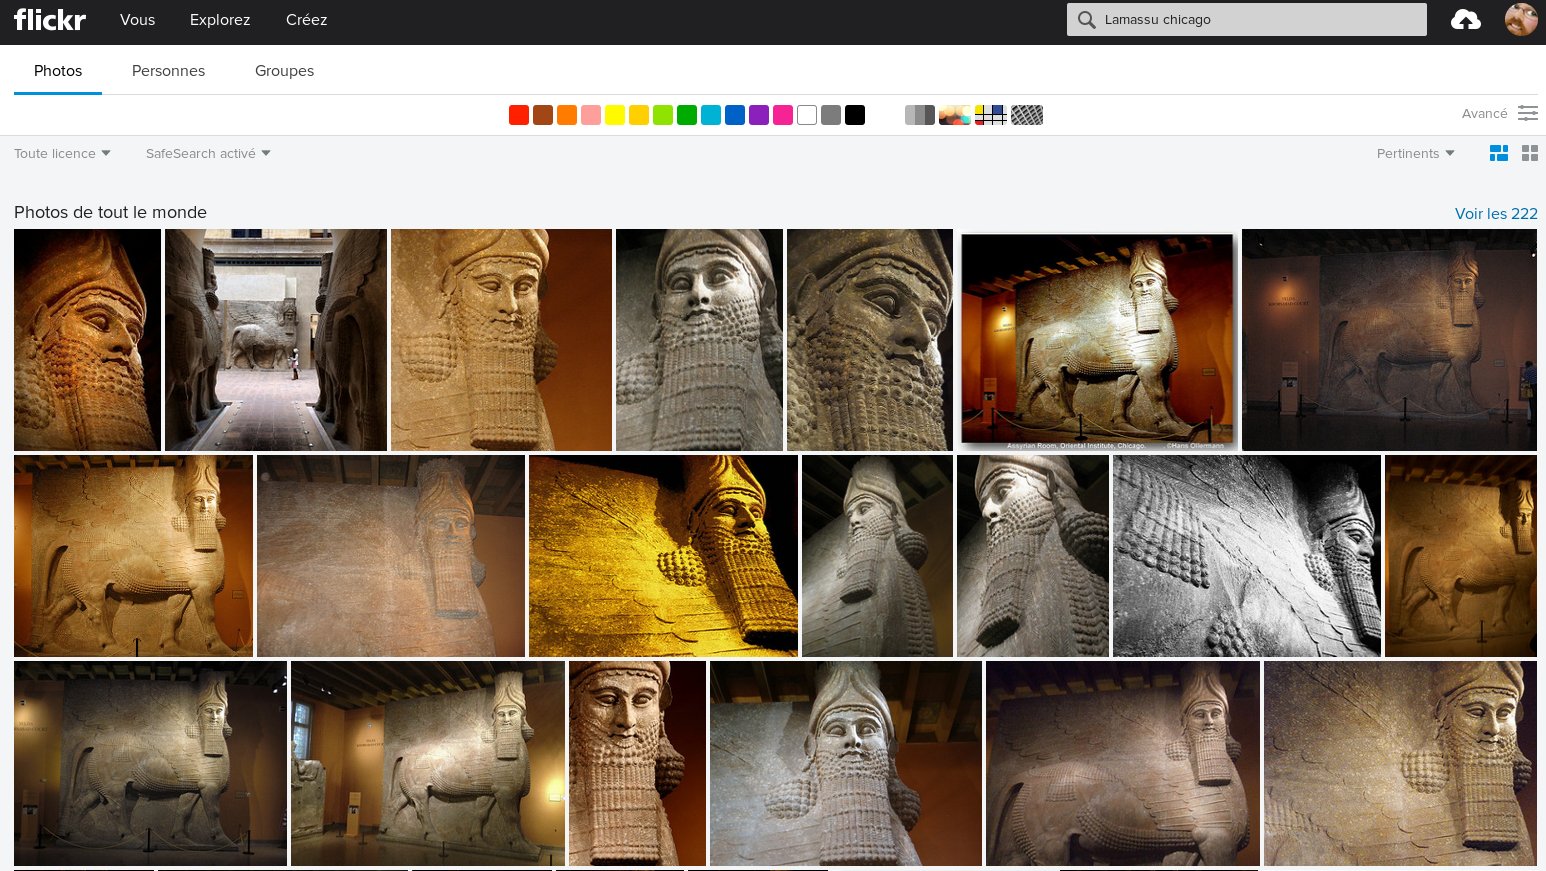 flickr
Vous
Explorez
Créez
Lamassu chicago
Photos
Personnes
Groupes
Avancé
Toute licence
SafeSearch activé
Pertinents
Photos de tout le monde
Voir les 222
Assyrian Room, Oriental Institute, Chicago.
©Hans Ollermann